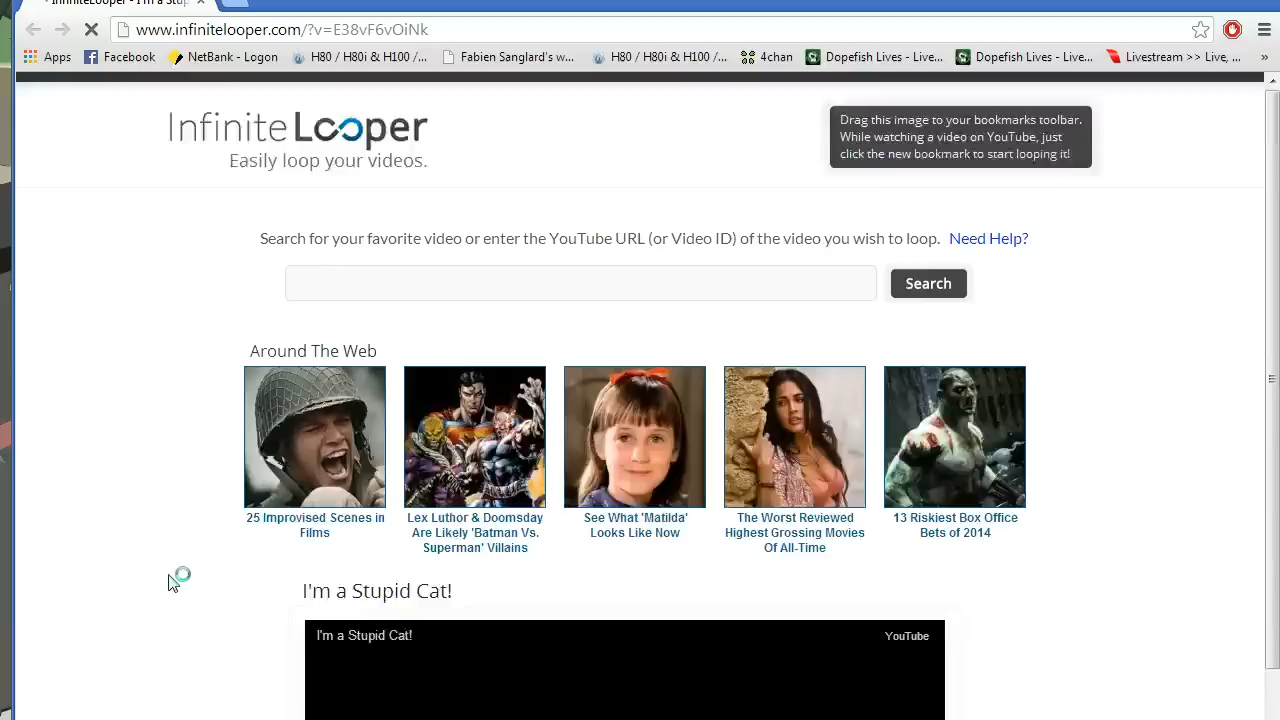 InfiniteLooper - I'm a Stup
www.infinitelooper.com/?v=E38vF6vOiNk
Apps Facebook NetBank - Logon H80 / H80i & H100 /... Fabien Sanglard's w... H80 / H80i & H100 /... 4chan Dopefish Lives - Live... Dopefish Lives - Live... Livestream >> Live, ... »
Infinite Looper
Easily loop your videos.
Drag this image to your bookmarks toolbar.
While watching a video on YouTube, just
click the new bookmark to start looping it!
Search for your favorite video or enter the YouTube URL (or Video ID) of the video you wish to loop. Need Help?
Search
Around The Web
25 Improvised Scenes in
Films
Lex Luthor & Doomsday
Are Likely 'Batman Vs.
Superman' Villains
See What 'Matilda'
Looks Like Now
The Worst Reviewed
Highest Grossing Movies
Of All-Time
13 Riskiest Box Office
Bets of 2014
I'm a Stupid Cat!
I'm a Stupid Cat! YouTube